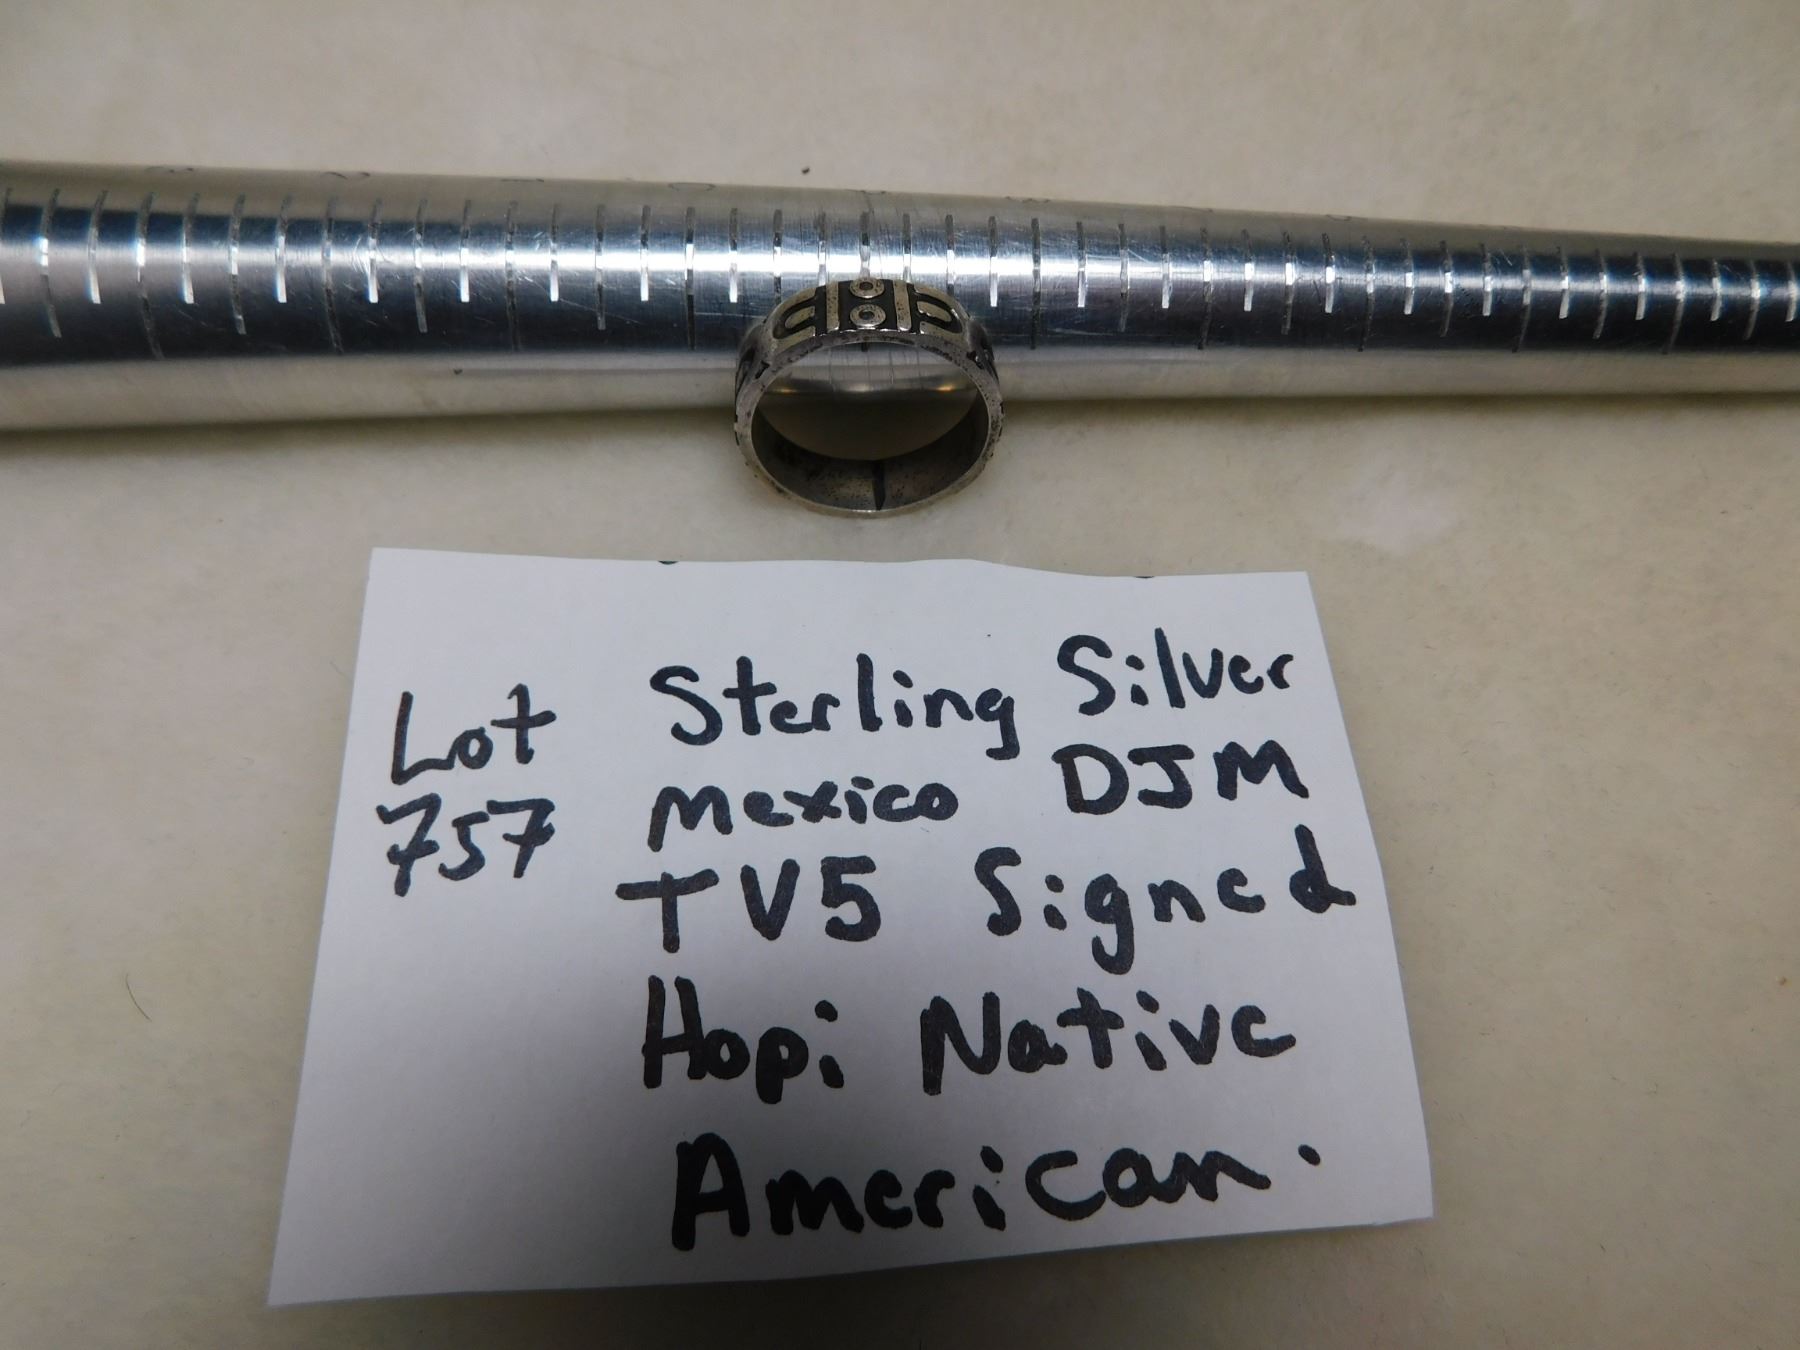 Lot
757
Sterling Silver
Mexico DJM
TV5 Signed
Hopi Native
American.